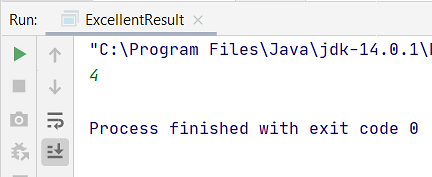 Run: ExcellentResult
"C:\Program Files\Java\jdk-14.0.1\
4
Process finished with exit code 0